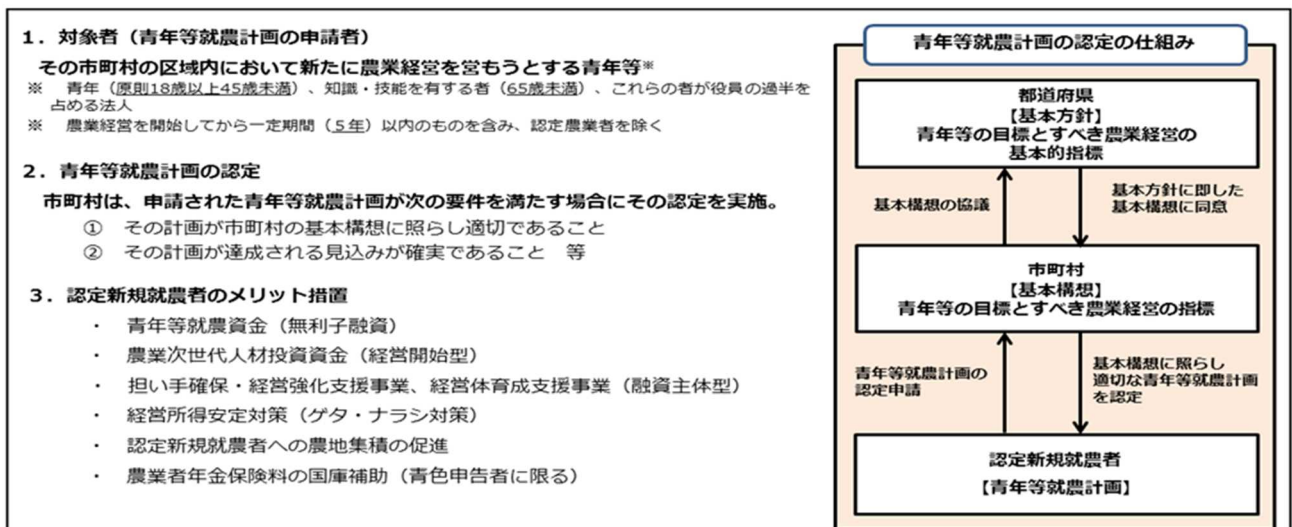 1．対象者（青年等就農計画の申請者）
その市町村の区域内において新たに農業経営を営もうとする青年等※
※　青年（原則18歳以上45歳未満）、知識・技能を有する者（65歳未満）、これらの者が役員の過半を
占める法人
※　農業経営を開始してから一定期間（５年）以内のものを含み、認定農業者を除く
2．青年等就農計画の認定
市町村は、申請された青年等就農計画が次の要件を満たす場合にその認定を実施。
①　その計画が市町村の基本構想に照らし適切であること
②　その計画が達成される見込みが確実であること　等
3．認定新規就農者のメリット措置
・　青年等就農資金（無利子融資）
・　農業次世代人材投資資金（経営開始型）
・　担い手確保・経営強化支援事業、経営体育成支援事業（融資主体型）
・　経営所得安定対策（ゲタ・ナラシ対策）
・　認定新規就農者への農地集積の促進
・　農業者年金保険料の国庫補助（青色申告者に限る）
青年等就農計画の認定の仕組み
都道府県
【基本方針】
青年等の目標とすべき農業経営の
基本的指標
基本構想の協議
基本方針に即した
基本構想に同意
市町村
【基本構想】
青年等の目標とすべき農業経営の指標
青年等就農計画の
認定申請
基本構想に照らし
適切な青年等就農計画
を認定
認定新規就農者
【青年等就農計画】